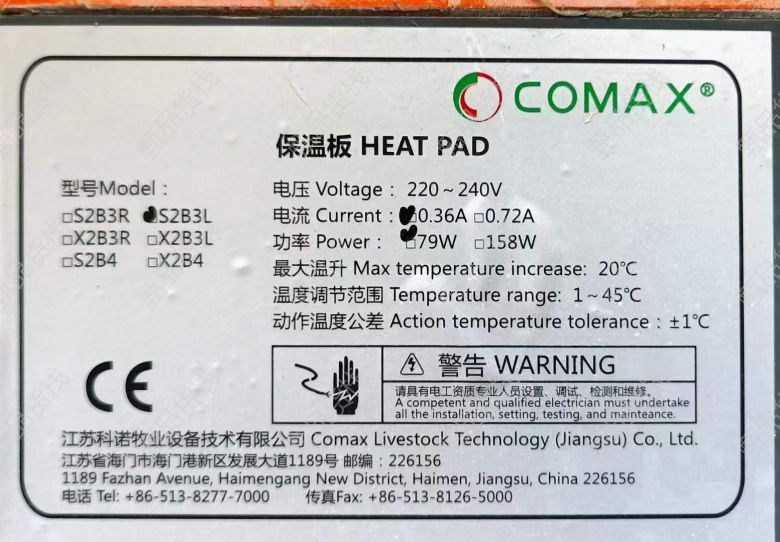 COMAX®
保温板 HEAT PAD
型号Model：
□S2B3R □S2B3L
□X2B3R □X2B3L
□S2B4 □X2B4
电压 Voltage： 220～240V
电流 Current：□0.36A □0.72A
功率 Power：□79W □158W
最大温升 Max temperature increase: 20℃
温度调节范围 Temperature range: 1～45℃
动作温度公差 Action temperature tolerance：±1℃
CE
警告 WARNING
请具有电工资质专业人员设置、调试、检测和维修。
A competent and qualified electrician must undertake
all the installation, setting, testing, and mainteance.
江苏科诺牧业设备技术有限公司 Comax Livestock Technology (Jiangsu) Co., Ltd.
江苏省海门市海门港新区发展大道1189号 邮编：226156
1189 Fazhan Avenue, Haimengang New District, Haimen, Jiangsu, China 226156
电话 Tel: +86-513-8277-7000 传真Fax: +86-513-8126-5000